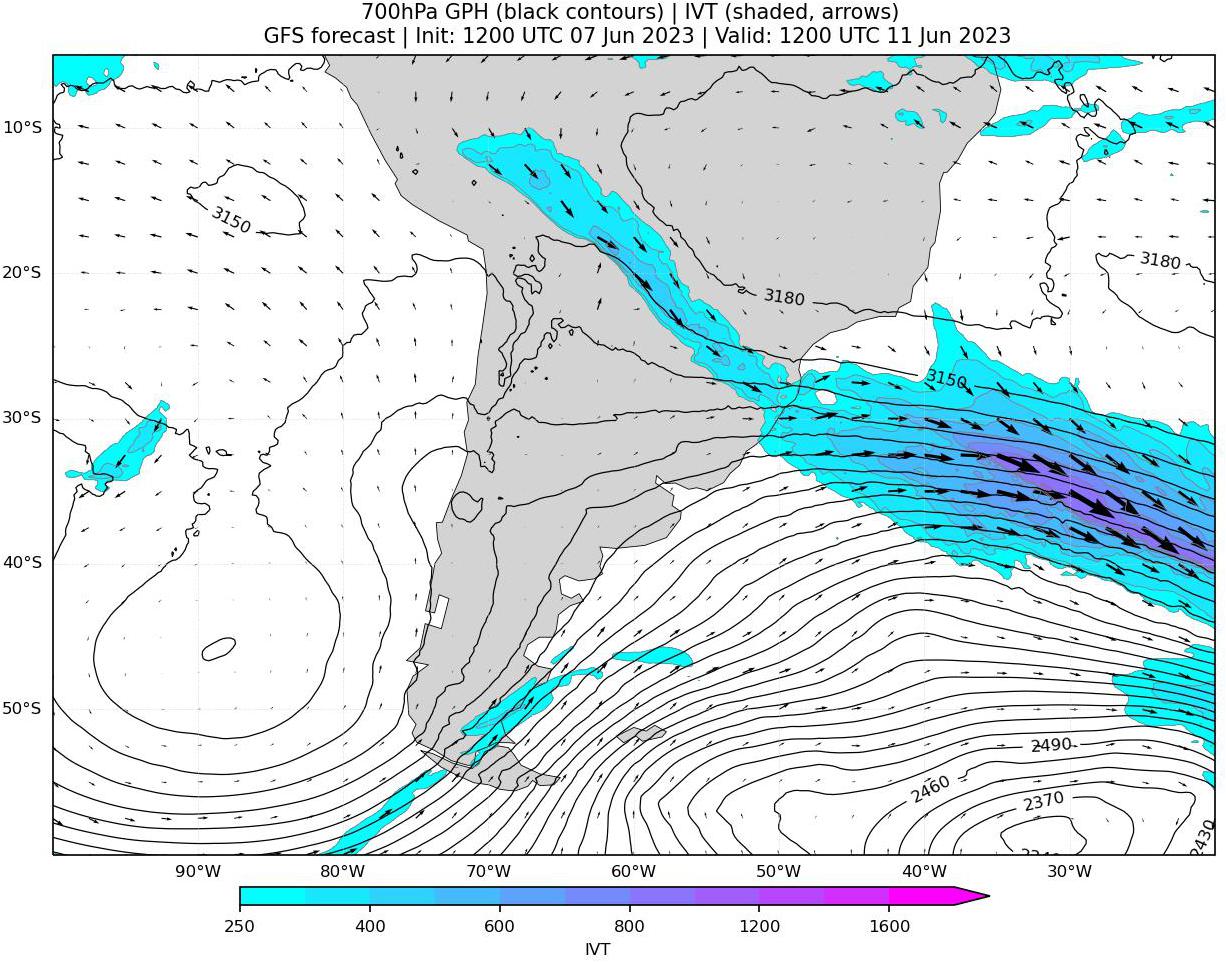 700hPa GPH (black contours) | IVT (shaded, arrows)
GFS forecast | Init: 1200 UTC 07 Jun 2023 | Valid: 1200 UTC 11 Jun 2023
10°S
3150
20°S
3180
3180
3150
30°S
40°S
50°S
2490
2460
2370
2430
90°W 80°W 70°W 60°W 50°W 40°W 30°W
250 400 600 800 1200 1600
IVT